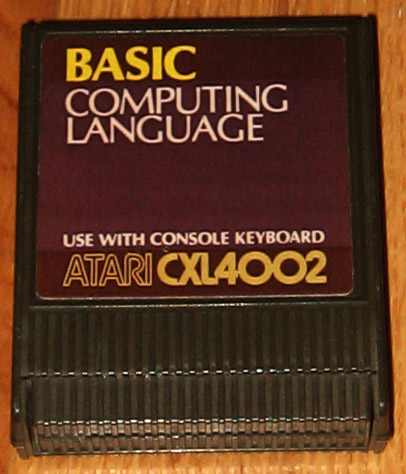 BASIC
COMPUTING
LANGUAGE
USE WITH CONSOLE KEYBOARD
ATARI CXL4002